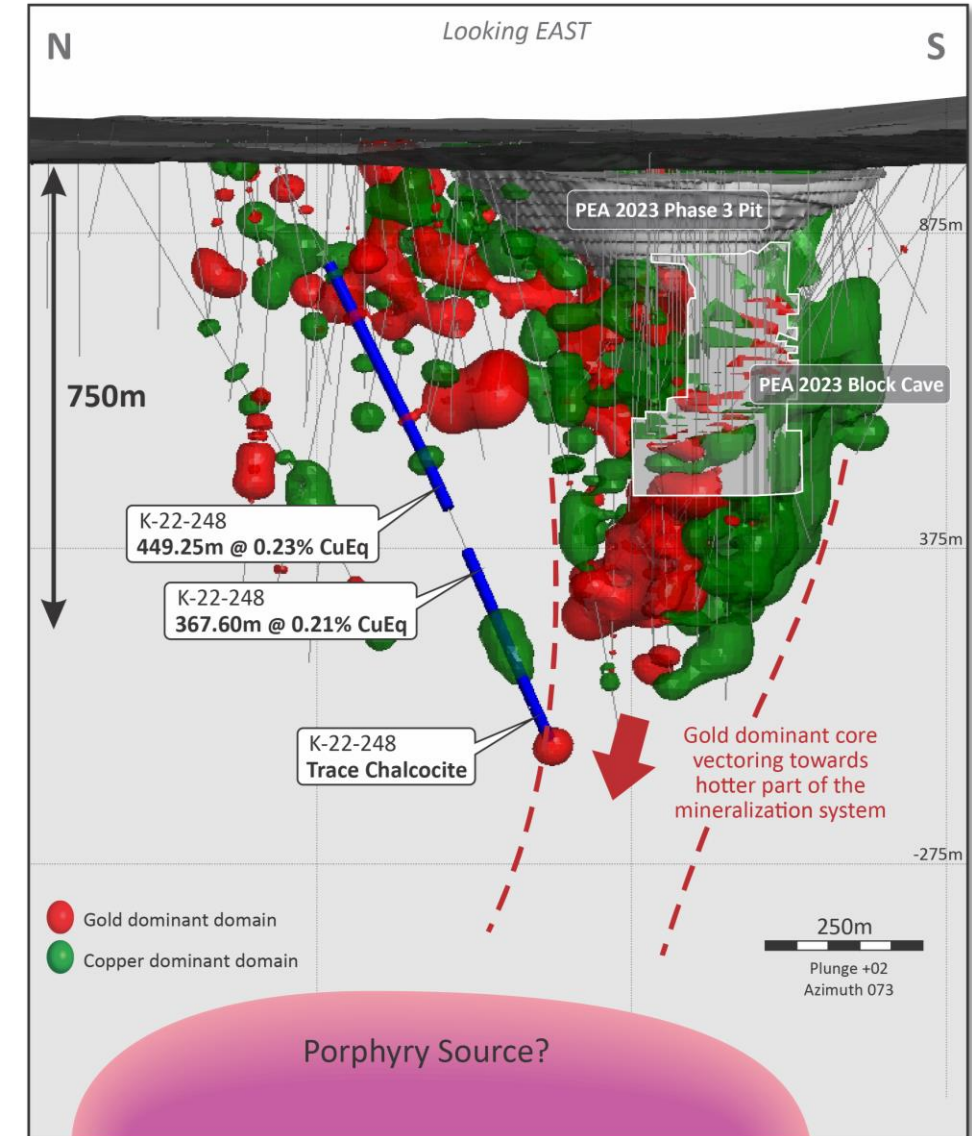 Looking EAST
N
S
PEA 2023 Phase 3 Pit
875m
750m
PEA 2023 Block Cave
K-22-248
449.25m @ 0.23% CuEq
375m
K-22-248
367.60m @ 0.21% CuEq
K-22-248
Trace Chalcocite
Gold dominant core
vectoring towards
hotter part of the
mineralization system
-275m
Gold dominant domain
Copper dominant domain
250m
Plunge +02
Azimuth 073
Porphyry Source?